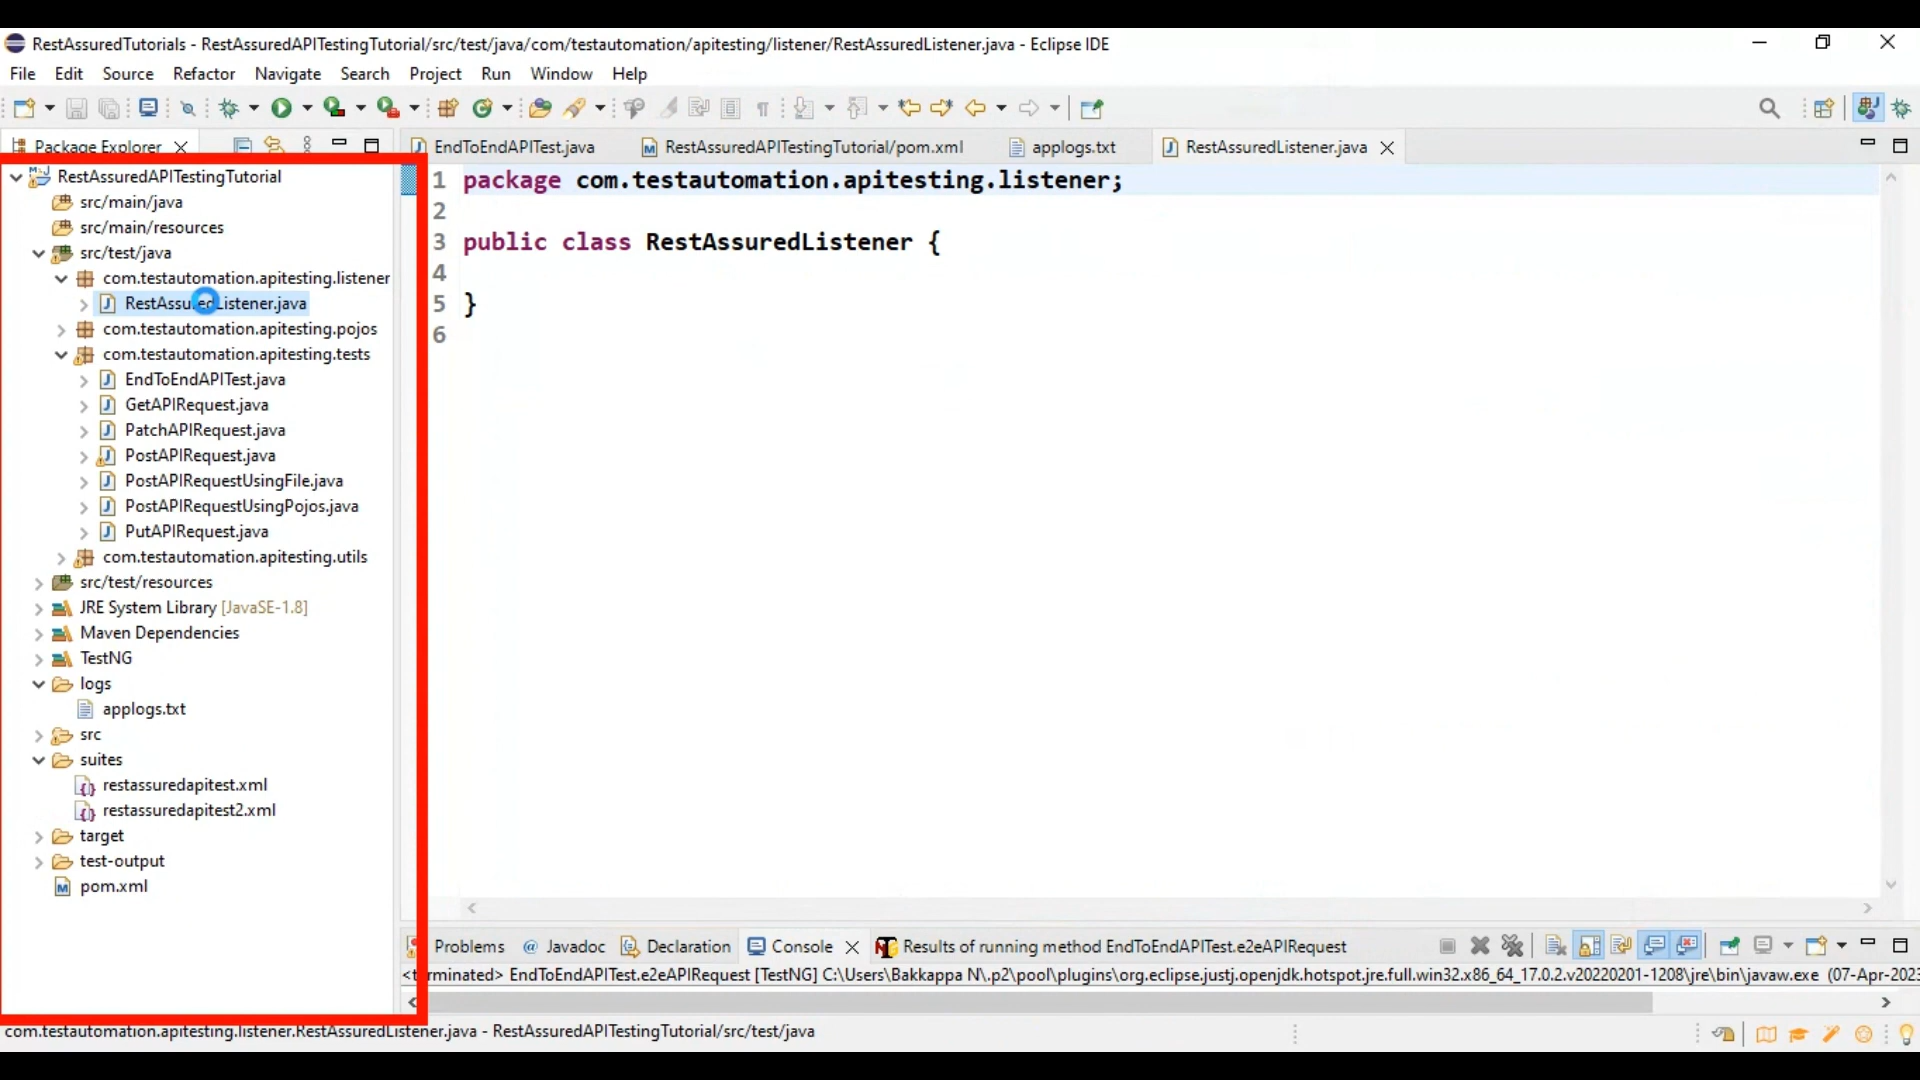 RestAssuredTutorials - RestAssuredAPITestingTutorial/src/test/java/com/testautomation/apitesting/listener/RestAssuredListener.java - Eclipse IDE
File Edit Source Refactor Navigate Search Project Run Window Help
Package Explorer
EndToEndAPITest.java RestAssuredAPITestingTutorial/pom.xml applogs.txt RestAssuredListener.java
RestAssuredAPITestingTutorial
src/main/java
src/main/resources
src/test/java
com.testautomation.apitesting.listener
RestAssuredListener.java
com.testautomation.apitesting.pojos
com.testautomation.apitesting.tests
EndToEndAPITest.java
GetAPIRequest.java
PatchAPIRequest.java
PostAPIRequest.java
PostAPIRequestUsingFile.java
PostAPIRequestUsingPojos.java
PutAPIRequest.java
com.testautomation.apitesting.utils
src/test/resources
JRE System Library [JavaSE-1.8]
Maven Dependencies
TestNG
logs
applogs.txt
src
suites
restassuredapitest.xml
restassuredapitest2.xml
target
test-output
pom.xml
1 package com.testautomation.apitesting.listener;
2
3 public class RestAssuredListener {
4
5 }
6
Problems @ Javadoc Declaration Console Results of running method EndToEndAPITest.e2eAPIRequest
<terminated> EndToEndAPITest.e2eAPIRequest [TestNG] C:\Users\Bakkappa N\.p2\pool\plugins\org.eclipse.justj.openjdk.hotspot.jre.full.win32.x86_64_17.0.2.v20220201-1208\jre\bin\javaw.exe (07-Apr-2023
com.testautomation.apitesting.listener.RestAssuredListener.java - RestAssuredAPITestingTutorial/src/test/java